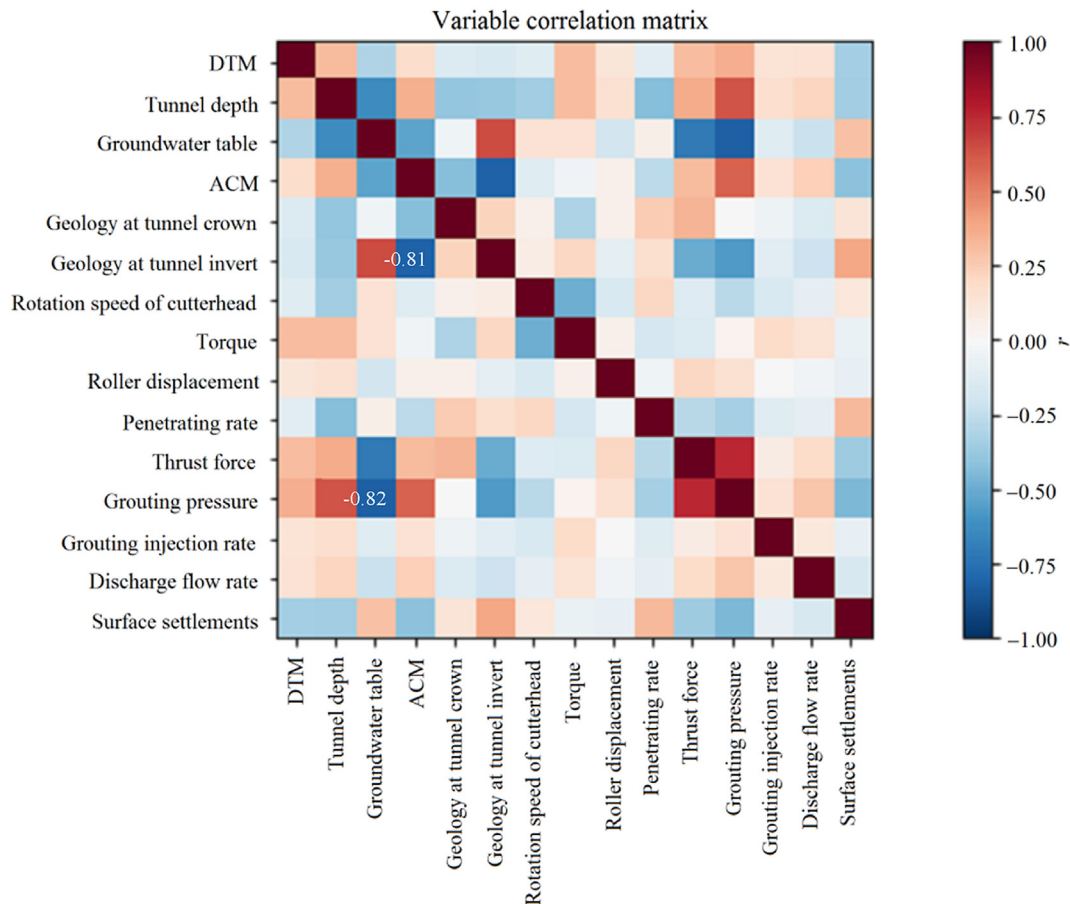 Variable correlation matrix
DTM
Tunnel depth
Groundwater table
ACM
Geology at tunnel crown
Geology at tunnel invert
Rotation speed of cutterhead
Torque
Roller displacement
Penetrating rate
Thrust force
Grouting pressure
Grouting injection rate
Discharge flow rate
Surface settlements
-0.81
-0.82
DTM
Tunnel depth
Groundwater table
ACM
Geology at tunnel crown
Geology at tunnel invert
Rotation speed of cutterhead
Torque
Roller displacement
Penetrating rate
Thrust force
Grouting pressure
Grouting injection rate
Discharge flow rate
Surface settlements
1.00
0.75
0.50
0.25
0.00
−0.25
−0.50
−0.75
−1.00
r